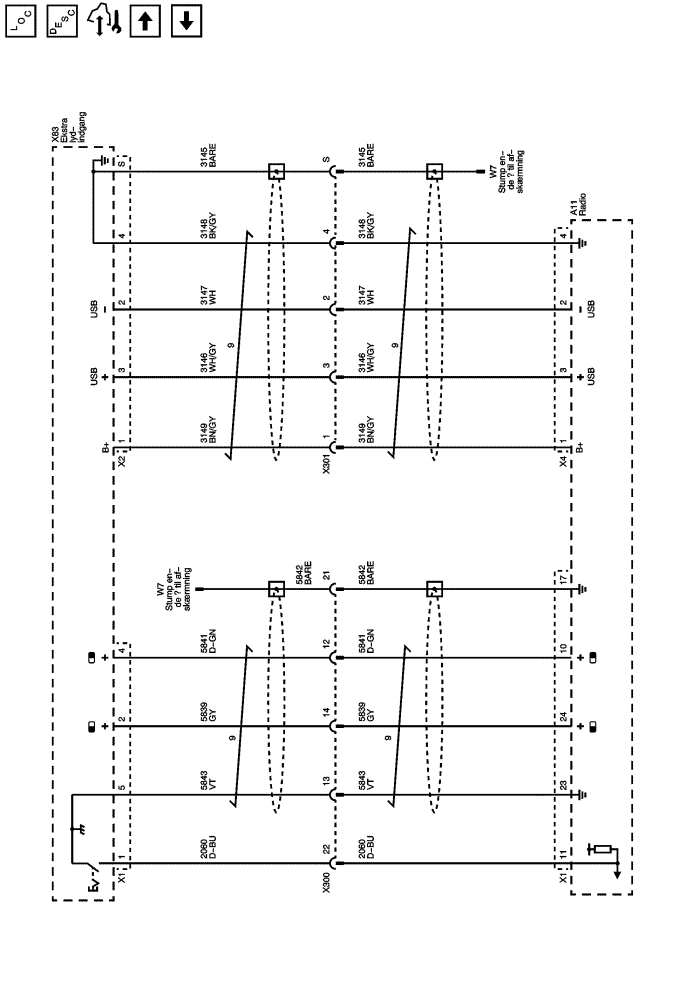 LOC
DESC
X83
Ekstra
lyd–
indgang
S
3145
BARE
S
3145
BARE
W7
Stump en–
de ? til af–
skærmning
A11
Radio
4
3148
BK/GY
4
3148
BK/GY
4
USB
–
2
3147
WH
2
3147
WH
2
–
USB
9
9
USB
+
3
3146
WH/GY
3
3146
WH/GY
3
+
USB
B+
1
X2
3149
BN/GY
1
X301
3149
BN/GY
1
X4
B+
W7
Stump en–
de ? til af–
skærmning
5842
BARE
21
5842
BARE
17
+
4
5841
D–GN
12
5841
D–GN
10
+
+
2
5839
GY
14
5839
GY
24
+
9
9
5
5843
VT
13
5843
VT
23
1
X1
2060
D–BU
22
X300
2060
D–BU
11
X1